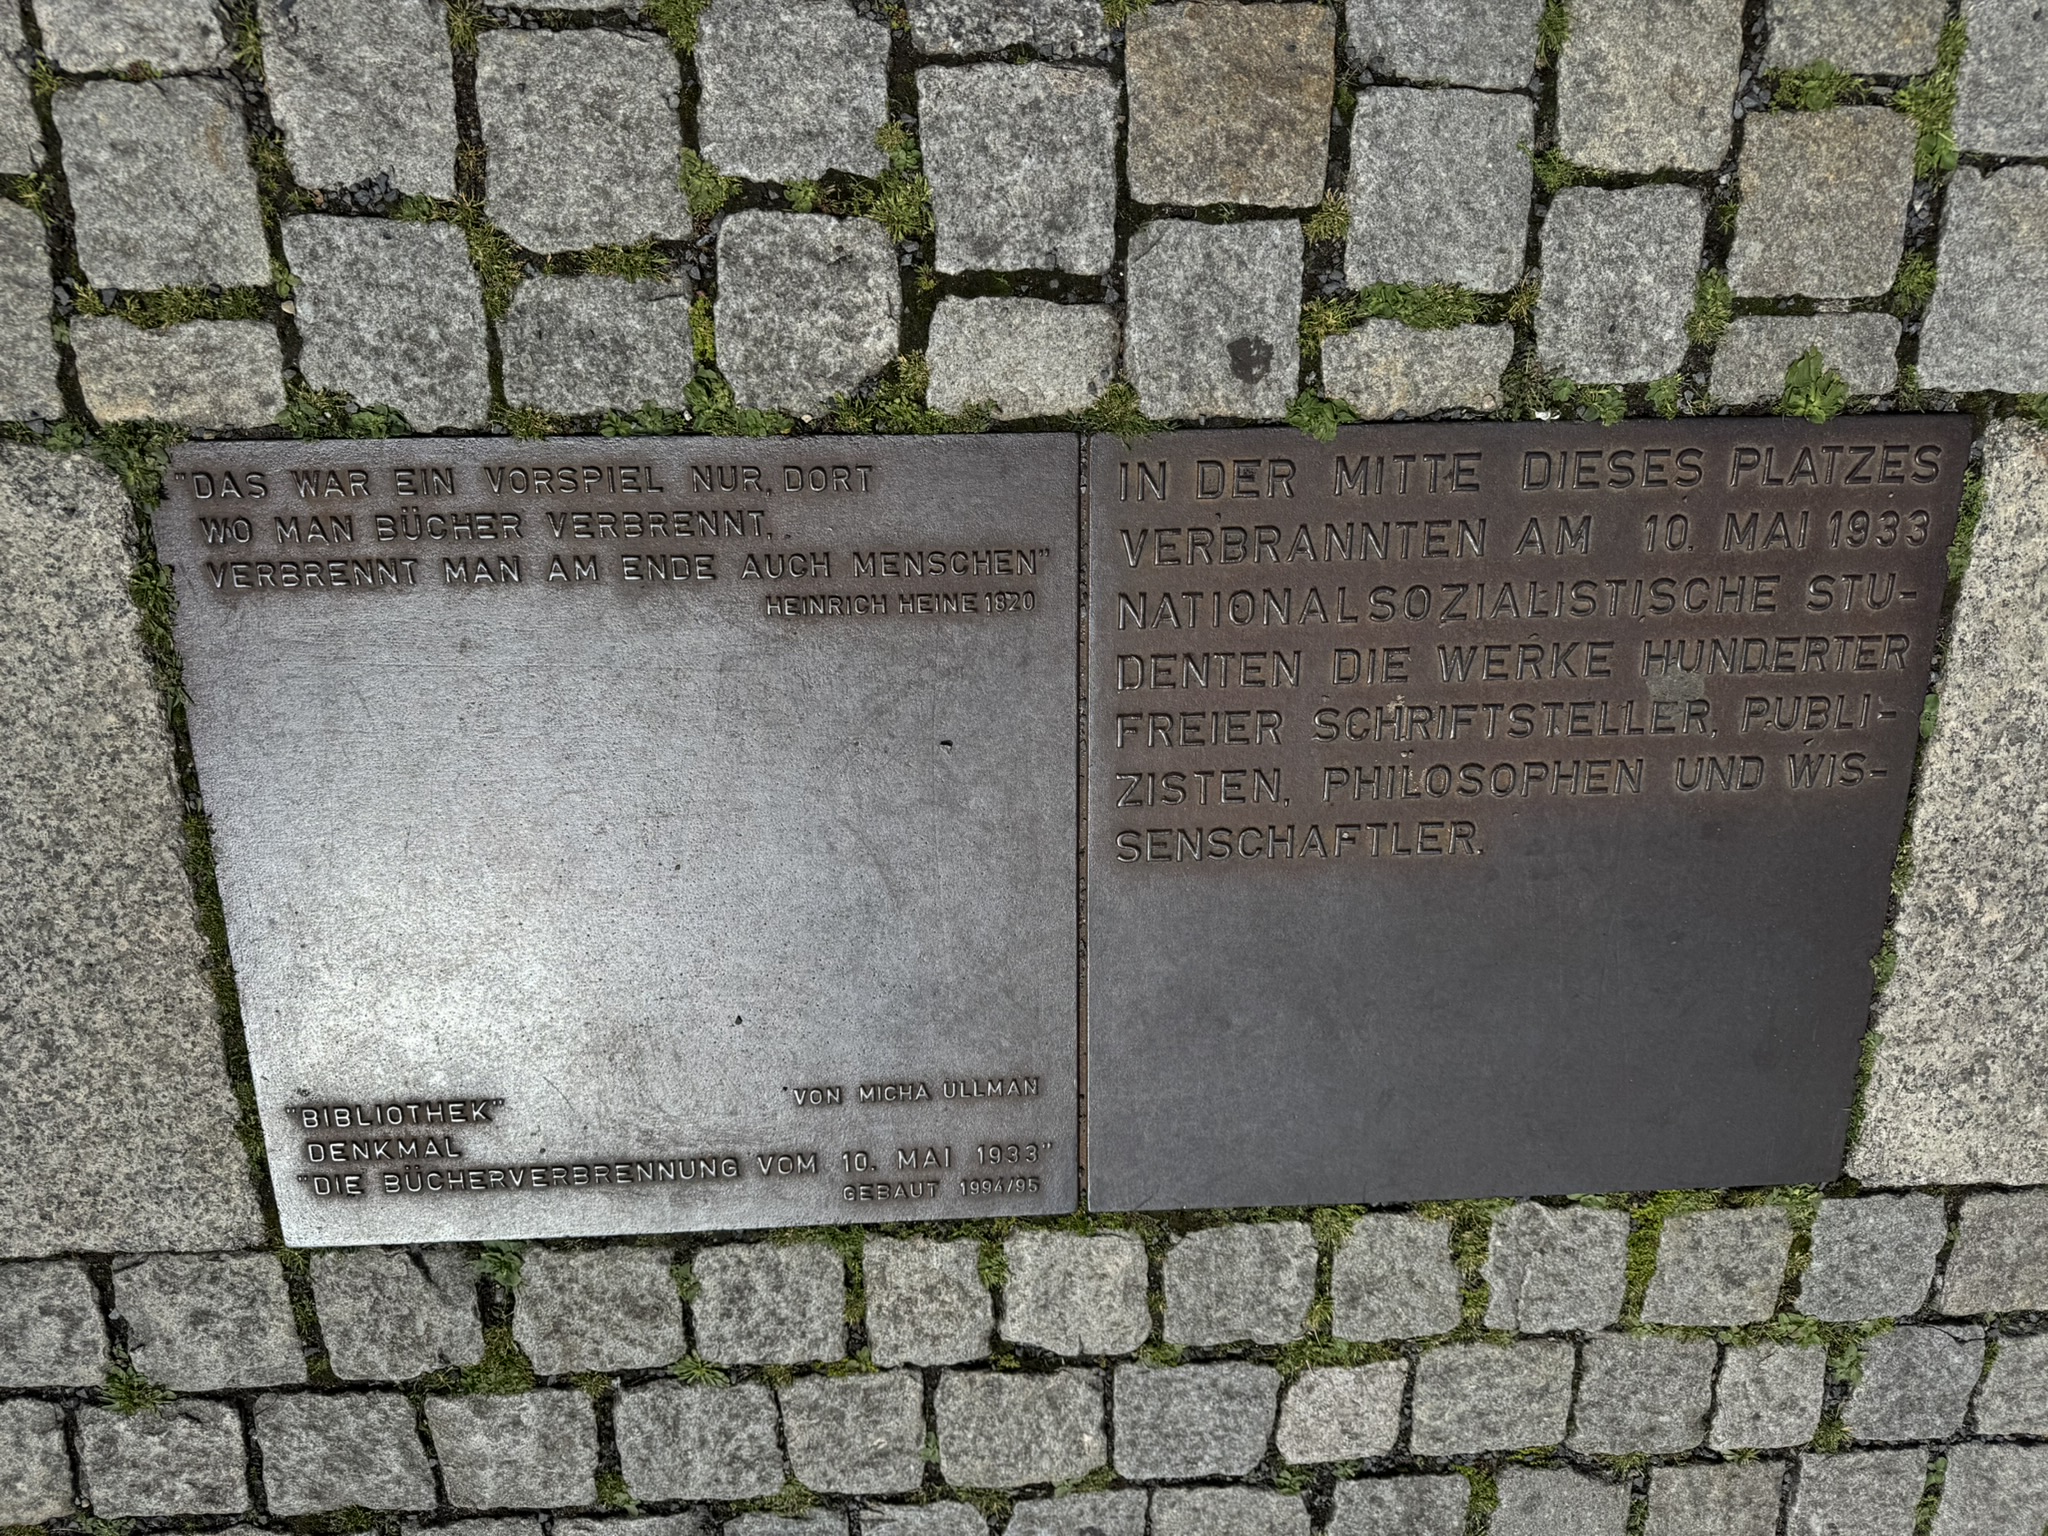 "DAS WAR EIN VORSPIEL NUR, DORT
WO MAN BÜCHER VERBRENNT,
VERBRENNT MAN AM ENDE AUCH MENSCHEN"
HEINRICH HEINE 1820
"BIBLIOTHEK"
VON MICHA ULLMAN
DENKMAL
"DIE BÜCHERVERBRENNUNG VOM 10. MAI 1933"
GEBAUT 1994/95
IN DER MITTE DIESES PLATZES
VERBRANNTEN AM 10. MAI 1933
NATIONALSOZIALISTISCHE STU-
DENTEN DIE WERKE HUNDERTER
FREIER SCHRIFTSTELLER, PUBLI-
ZISTEN, PHILOSOPHEN UND WIS-
SENSCHAFTLER.